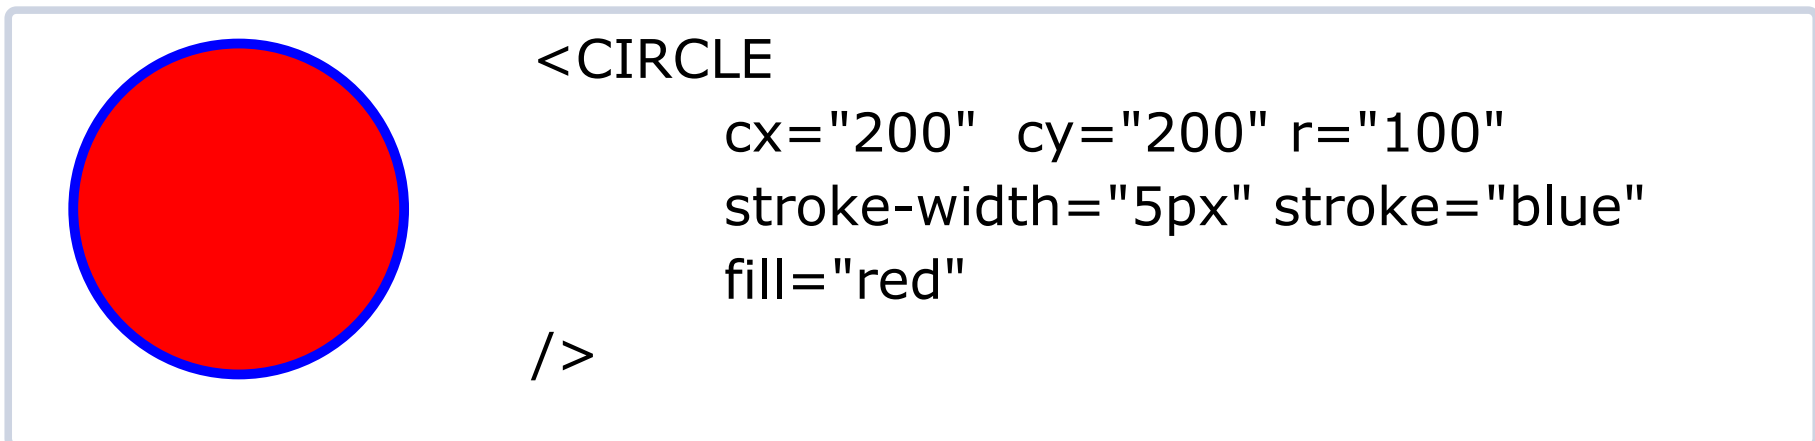 <CIRCLE
cx="200"  cy="200" r="100"
stroke-width="5px" stroke="blue"
fill="red"
/>